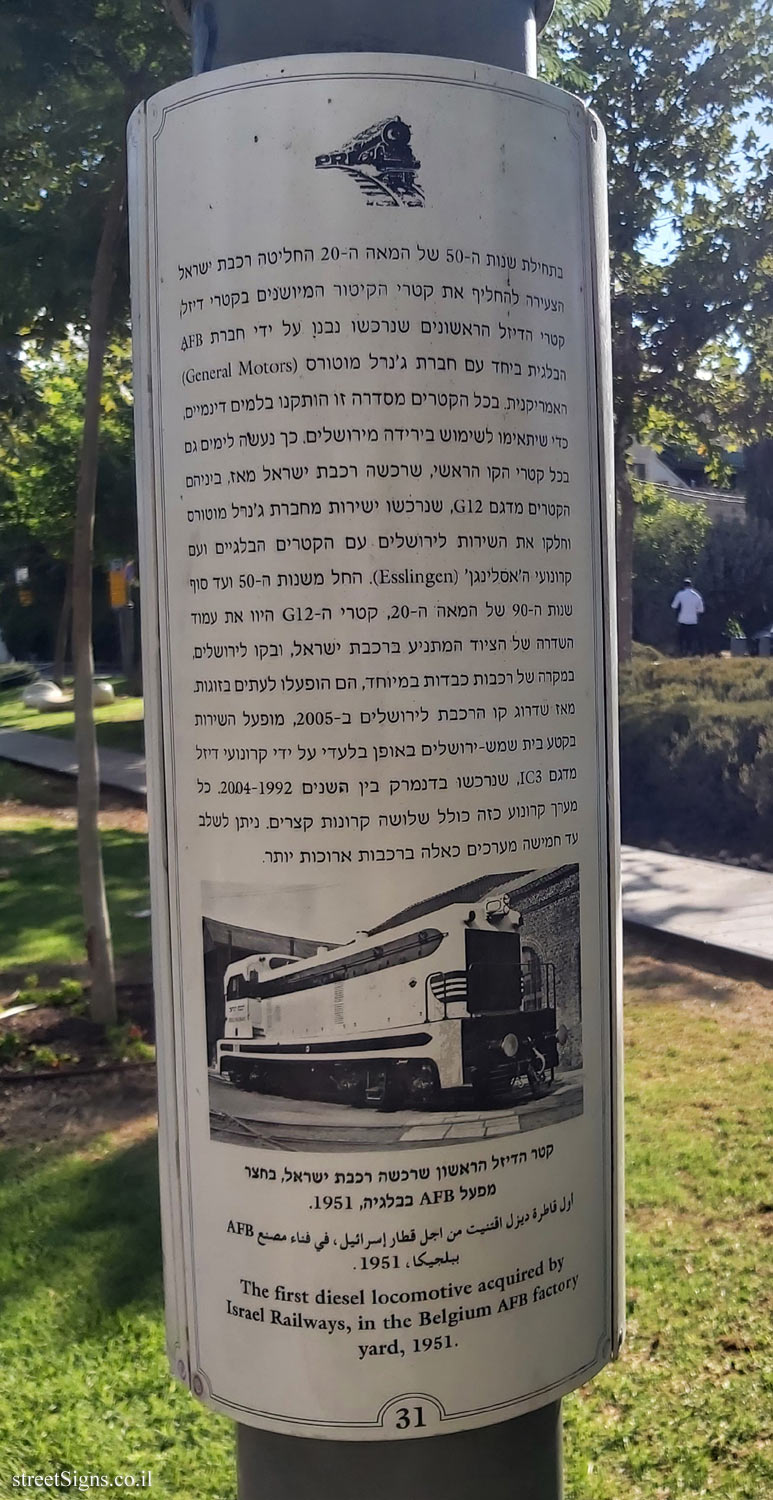 בתחילת שנות ה-50 של המאה ה-20 החליטה רכבת ישראל
הצעירה להחליף את קטרי הקיטור המיושנים בקטרי דיזל.
קטרי הדיזל הראשונים שנרכשו נבנו על ידי חברת AFB
הבלגית ביחד עם חברת ג'נרל מוטורס (General Motors)
האמריקנית. בכל הקטרים מסדרה זו הותקנו בלמים דינמיים,
כדי שיתאימו לשימוש בירידה מירושלים. כך נעשה לימים גם
בכל קטרי הקו הראשי, שרכשה רכבת ישראל מאז, ביניהם
הקטרים מדגם G12, שנרכשו ישירות מחברת ג'נרל מוטורס
וחלקו את השירות לירושלים עם הקטרים הבלגיים ועם
קרונועי ה'אסלינגן' (Esslingen). החל משנות ה-50 ועד סוף
שנות ה-90 של המאה ה-20, קטרי ה-G12 היוו את עמוד
השדרה של הציוד המתניע ברכבת ישראל, ובקו לירושלים.
במקרה של רכבות כבדות במיוחד, הם הופעלו לעתים בזוגות.
מאז שדרוג קו הרכבת לירושלים ב-2005, מופעל השירות
בקטע בית שמש-ירושלים באופן בלעדי על ידי קרונועי דיזל
מדגם IC3, שנרכשו בדנמרק בין השנים 2004-1992. כל
מערך קרונוע כזה כולל שלושה קרונות קצרים. ניתן לשלב
עד חמישה מערכים כאלה ברכבות ארוכות יותר.
קטר הדיזל הראשון שרכשה רכבת ישראל, בחצר
מפעל AFB בבלגיה, 1951.
أول قاطرة ديزل اقتنيت من اجل قطار إسرائيل، في فناء مصنع AFB
ببلجيكا، 1951.
The first diesel locomotive acquired by
Israel Railways, in the Belgium AFB factory
yard, 1951.
31
streetSigns.co.il